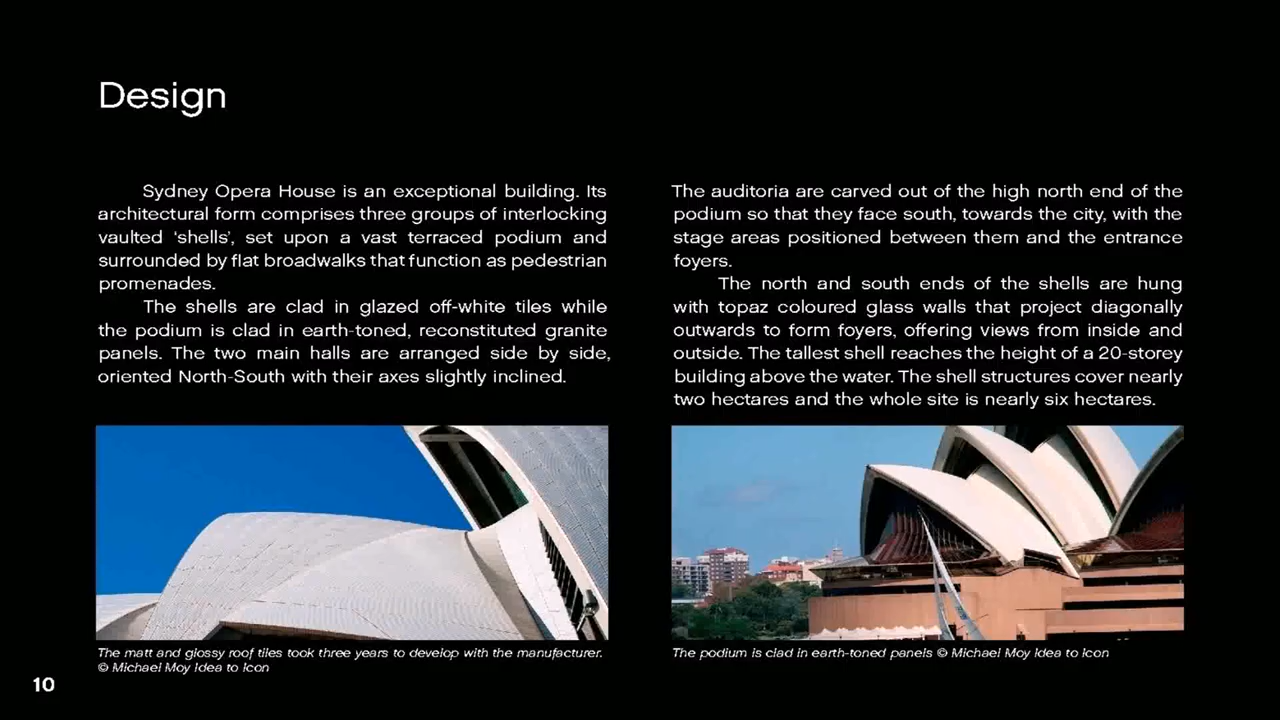 Design
Sydney Opera House is an exceptional building. Its
architectural form comprises three groups of interlocking
vaulted ‘shells’, set upon a vast terraced podium and
surrounded by flat broadwalks that function as pedestrian
promenades.
The shells are clad in glazed off-white tiles while
the podium is clad in earth-toned, reconstituted granite
panels. The two main halls are arranged side by side,
oriented North-South with their axes slightly inclined.
The auditoria are carved out of the high north end of the
podium so that they face south, towards the city, with the
stage areas positioned between them and the entrance
foyers.
The north and south ends of the shells are hung
with topaz coloured glass walls that project diagonally
outwards to form foyers, offering views from inside and
outside. The tallest shell reaches the height of a 20-storey
building above the water. The shell structures cover nearly
two hectares and the whole site is nearly six hectares.
The matt and glossy roof tiles took three years to develop with the manufacturer.
© Michael Moy Idea to Icon
The podium is clad in earth-toned panels © Michael Moy Idea to Icon
10